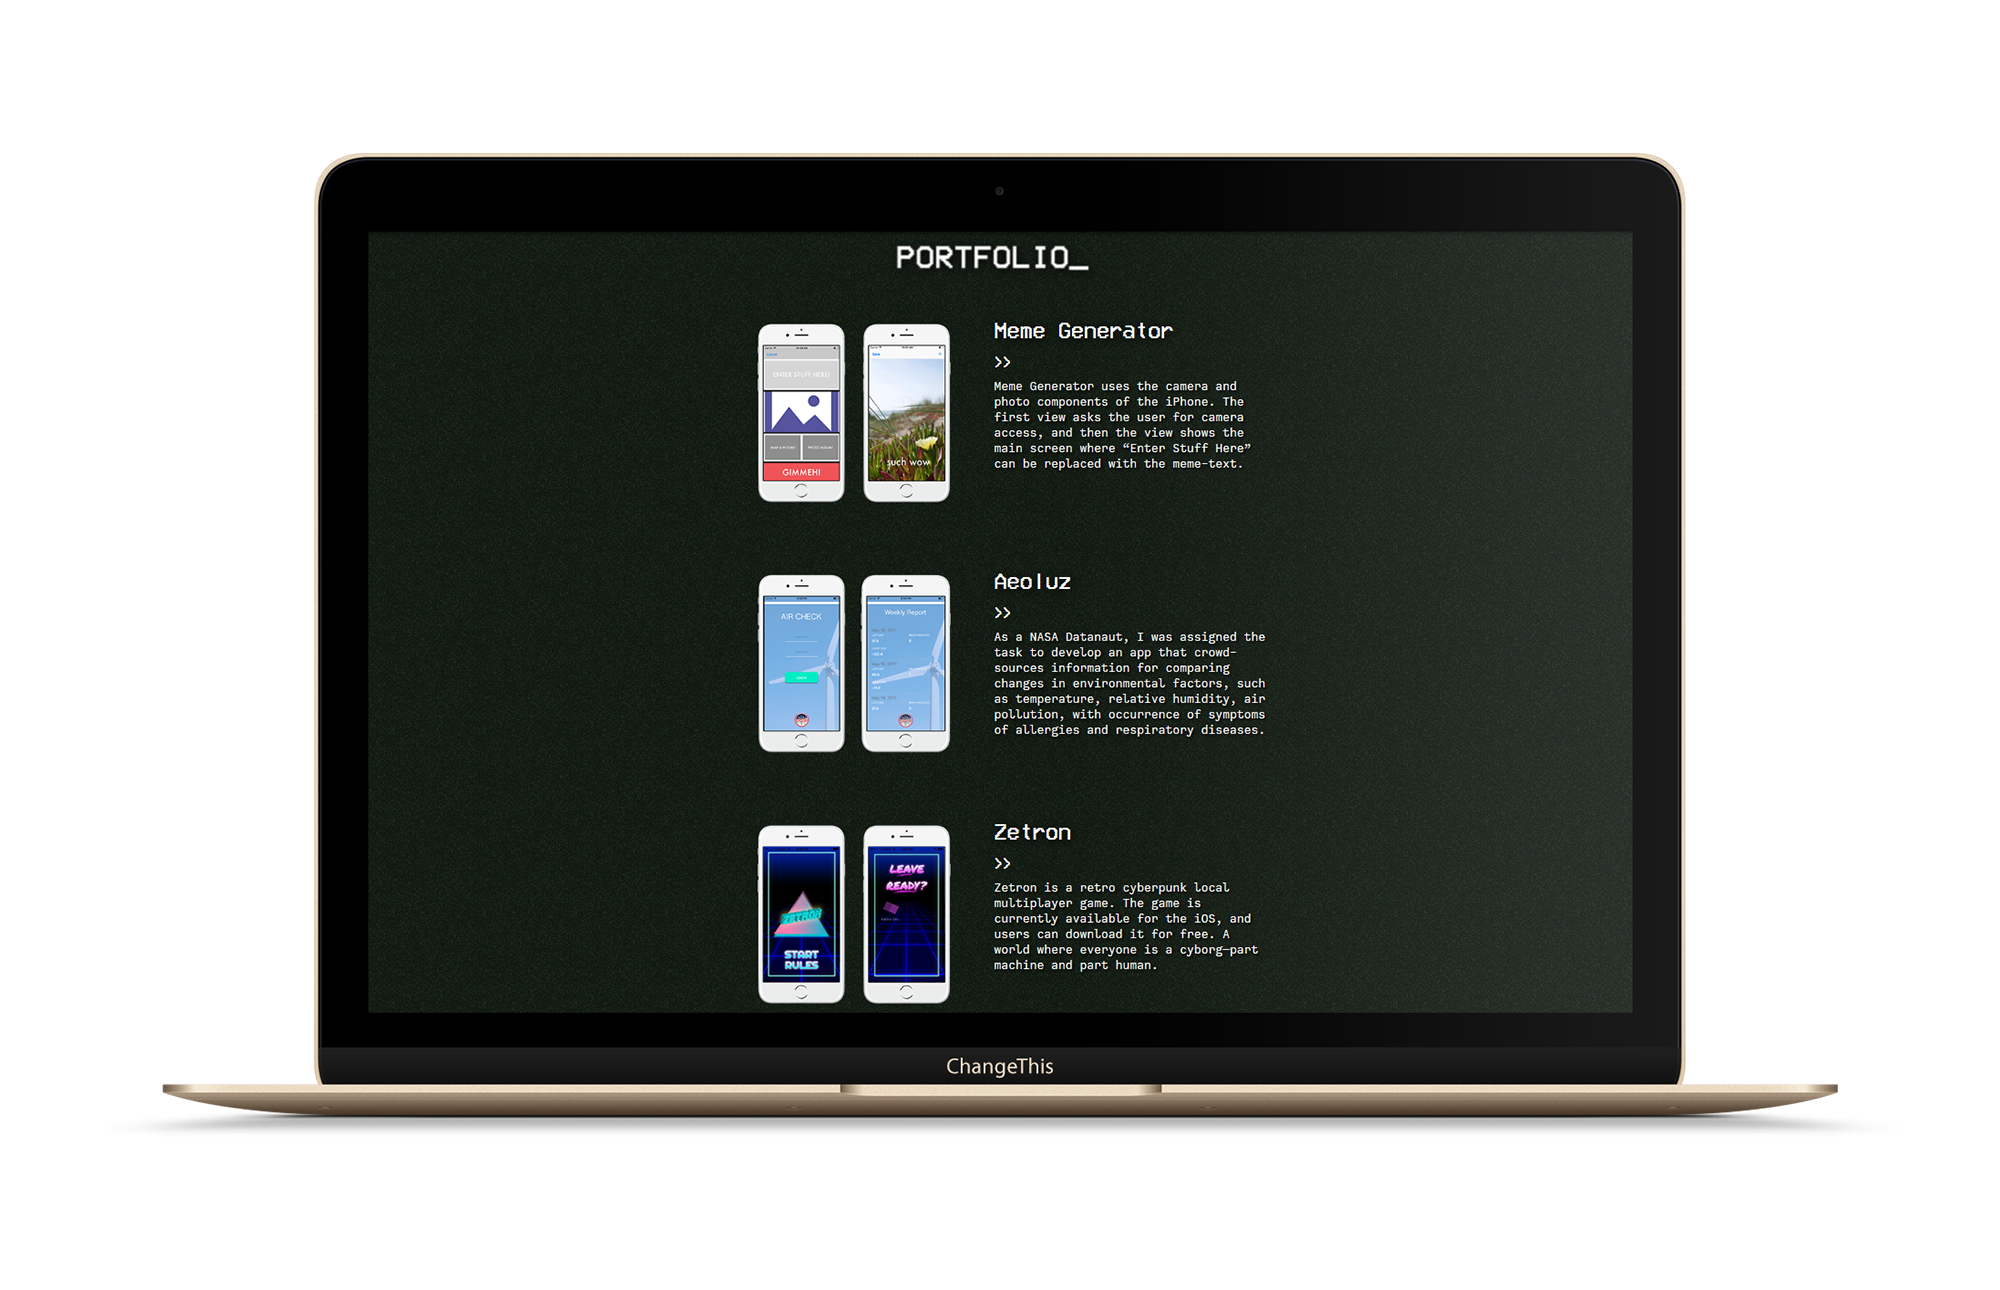 PORTFOLIO_
ENTER STUFF HERE!
GIMMEH!
such wow
Meme Generator
>>
Meme Generator uses the camera and
photo components of the iPhone. The
first view asks the user for camera
access, and then the view shows the
main screen where “Enter Stuff Here”
can be replaced with the meme-text.
AIR CHECK
Weekly Report
Aeoluz
>>
As a NASA Datanaut, I was assigned the
task to develop an app that crowd-
sources information for comparing
changes in environmental factors, such
as temperature, relative humidity, air
pollution, with occurrence of symptoms
of allergies and respiratory diseases.
ZETRON
START
RULES
LEAVE
READY?
Zetron
>>
Zetron is a retro cyberpunk local
multiplayer game. The game is
currently available for the iOS, and
users can download it for free. A
world where everyone is a cyborg—part
machine and part human.
ChangeThis